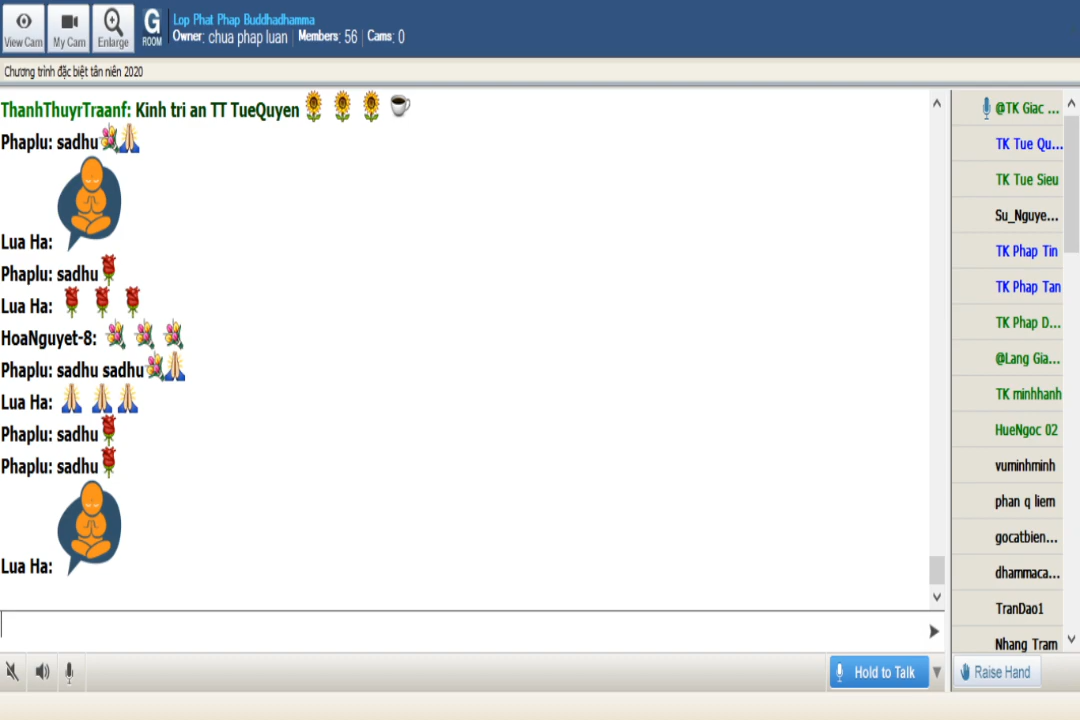 View Cam
My Cam
Enlarge
G
ROOM
Lop Phat Phap Buddhadhamma
Owner: chua phap luan | Members: 56 | Cams: 0
Chương trình đặc biệt tân niên 2020
ThanhThuyrTraanf: Kinh tri an TT TueQuyen
Phaplu: sadhu
Lua Ha:
Phaplu: sadhu
Lua Ha:
HoaNguyet-8:
Phaplu: sadhu sadhu
Lua Ha:
Phaplu: sadhu
Phaplu: sadhu
Lua Ha:
@TK Giac ...
TK Tue Qu...
TK Tue Sieu
Su_Nguye...
TK Phap Tin
TK Phap Tan
TK Phap D...
@Lang Gia...
TK minhhanh
HueNgoc 02
vuminhminh
phan q liem
gocatbien...
dhammaca...
TranDao1
Nhang Tram
Hold to Talk
Raise Hand